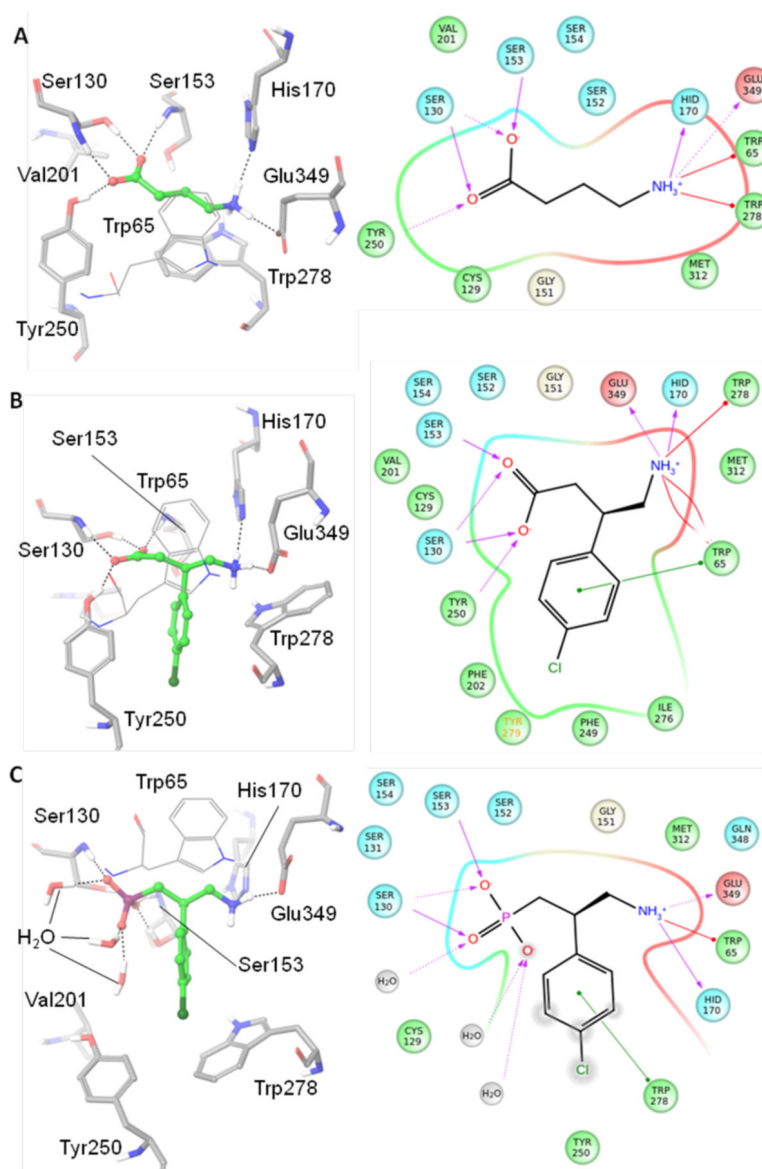 A
Ser130
Ser153
His170
Val201
Glu349
Trp65
Trp278
Tyr250
VAL
201
SER
154
SER
153
SER
130
SER
152
HID
170
GLU
349
TRP
65
TRP
278
TYR
250
CYS
129
GLY
151
MET
312
O⁻
O
NH₃⁺
B
Ser153
His170
Trp65
Ser130
Glu349
Trp278
Tyr250
SER
154
SER
152
GLY
151
GLU
349
HID
170
TRP
278
SER
153
VAL
201
CYS
129
MET
312
SER
130
TRP
65
TYR
250
PHE
202
TYR
279
PHE
249
ILE
276
O
O⁻
NH₃⁺
Cl
C
Trp65
His170
Ser130
Glu349
H₂O
Ser153
Val201
Trp278
Tyr250
SER
154
SER
153
SER
152
GLY
151
MET
312
GLN
348
SER
131
GLU
349
SER
130
TRP
65
HID
170
H₂O
CYS
129
H₂O
H₂O
TRP
278
TYR
250
O⁻
P
O
O
NH₃⁺
Cl